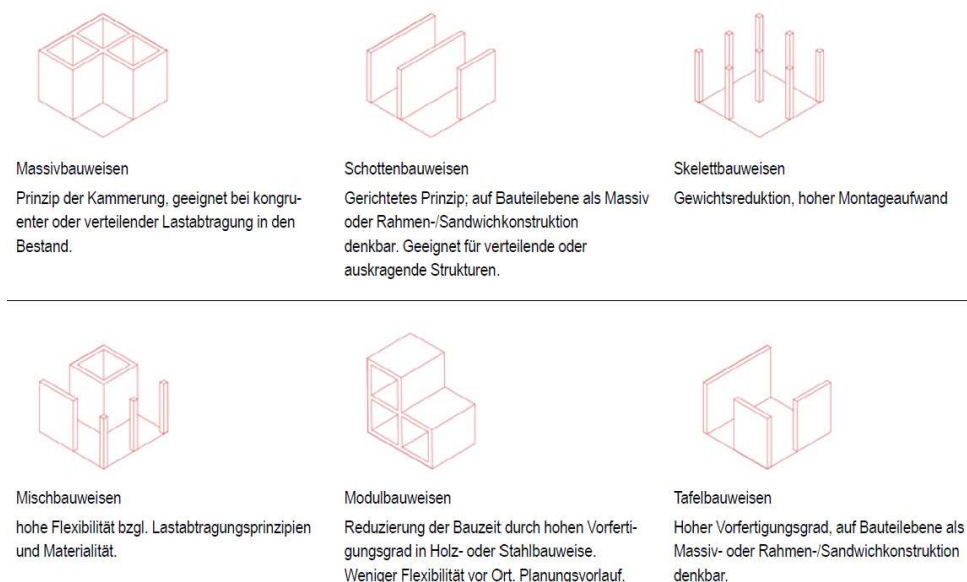 Massivbauweisen
Prinzip der Kammerung, geeignet bei kongru-
enter oder verteilender Lastabtragung in den
Bestand.
Schottenbauweisen
Gerichtetes Prinzip; auf Bauteilebene als Massiv
oder Rahmen-/Sandwichkonstruktion
denkbar. Geeignet für verteilende oder
auskragende Strukturen.
Skelettbauweisen
Gewichtsreduktion, hoher Montageaufwand
Mischbauweisen
hohe Flexibilität bzgl. Lastabtragungsprinzipien
und Materialität.
Modulbauweisen
Reduzierung der Bauzeit durch hohen Vorferti-
gungsgrad in Holz- oder Stahlbauweise.
Weniger Flexibilität vor Ort. Planungsvorlauf.
Tafelbauweisen
Hoher Vorfertigungsgrad, auf Bauteilebene als
Massiv- oder Rahmen-/Sandwichkonstruktion
denkbar.